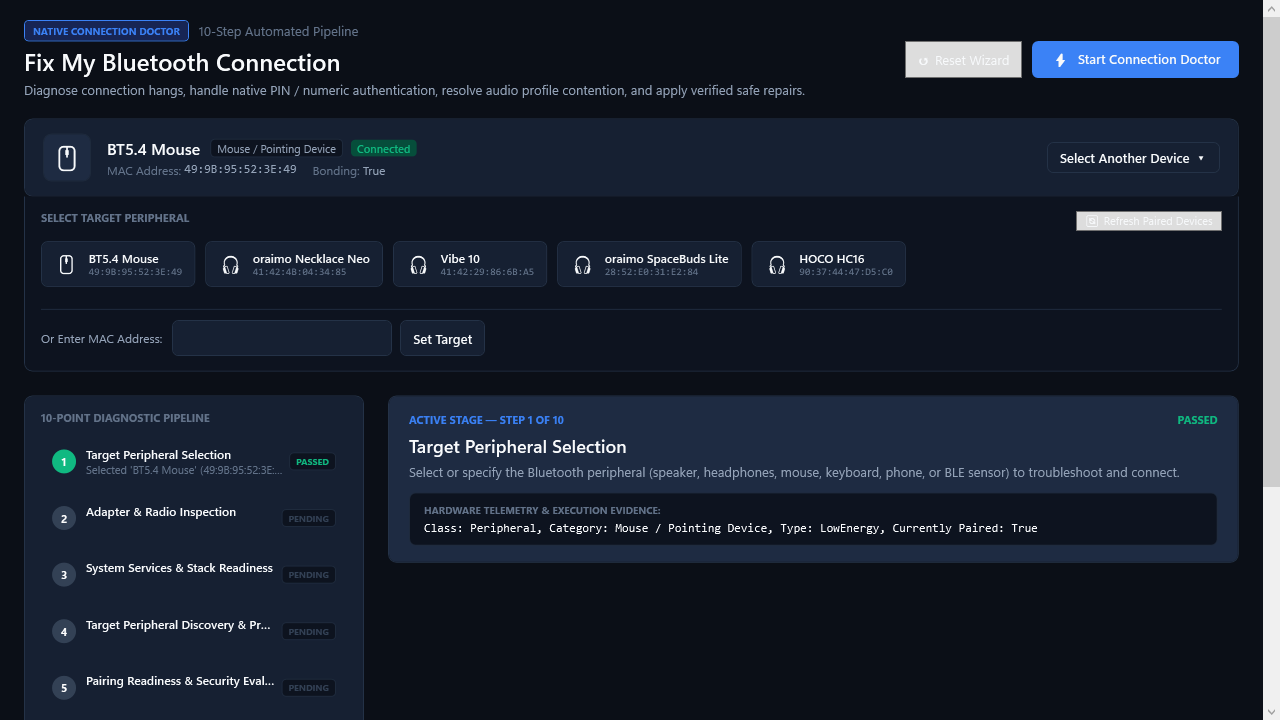 NATIVE CONNECTION DOCTOR 10-Step Automated Pipeline
Fix My Bluetooth Connection
Diagnose connection hangs, handle native PIN / numeric authentication, resolve audio profile contention, and apply verified safe repairs.
↺ Reset Wizard
Start Connection Doctor
BT5.4 Mouse Mouse / Pointing Device Connected
MAC Address: 49:9B:95:52:3E:49 Bonding: True
Select Another Device ▾
SELECT TARGET PERIPHERAL
Refresh Paired Devices
BT5.4 Mouse
49:9B:95:52:3E:49
oraimo Necklace Neo
41:42:4B:04:34:85
Vibe 10
41:42:29:86:6B:A5
oraimo SpaceBuds Lite
28:52:E0:31:E2:84
HOCO HC16
90:37:44:47:D5:C0
Or Enter MAC Address:
Set Target
10-POINT DIAGNOSTIC PIPELINE
1 Target Peripheral Selection PASSED
Selected 'BT5.4 Mouse' (49:9B:95:52:3E:...
2 Adapter & Radio Inspection PENDING
3 System Services & Stack Readiness PENDING
4 Target Peripheral Discovery & Pr... PENDING
5 Pairing Readiness & Security Eval... PENDING
ACTIVE STAGE — STEP 1 OF 10 PASSED
Target Peripheral Selection
Select or specify the Bluetooth peripheral (speaker, headphones, mouse, keyboard, phone, or BLE sensor) to troubleshoot and connect.
HARDWARE TELEMETRY & EXECUTION EVIDENCE:
Class: Peripheral, Category: Mouse / Pointing Device, Type: LowEnergy, Currently Paired: True